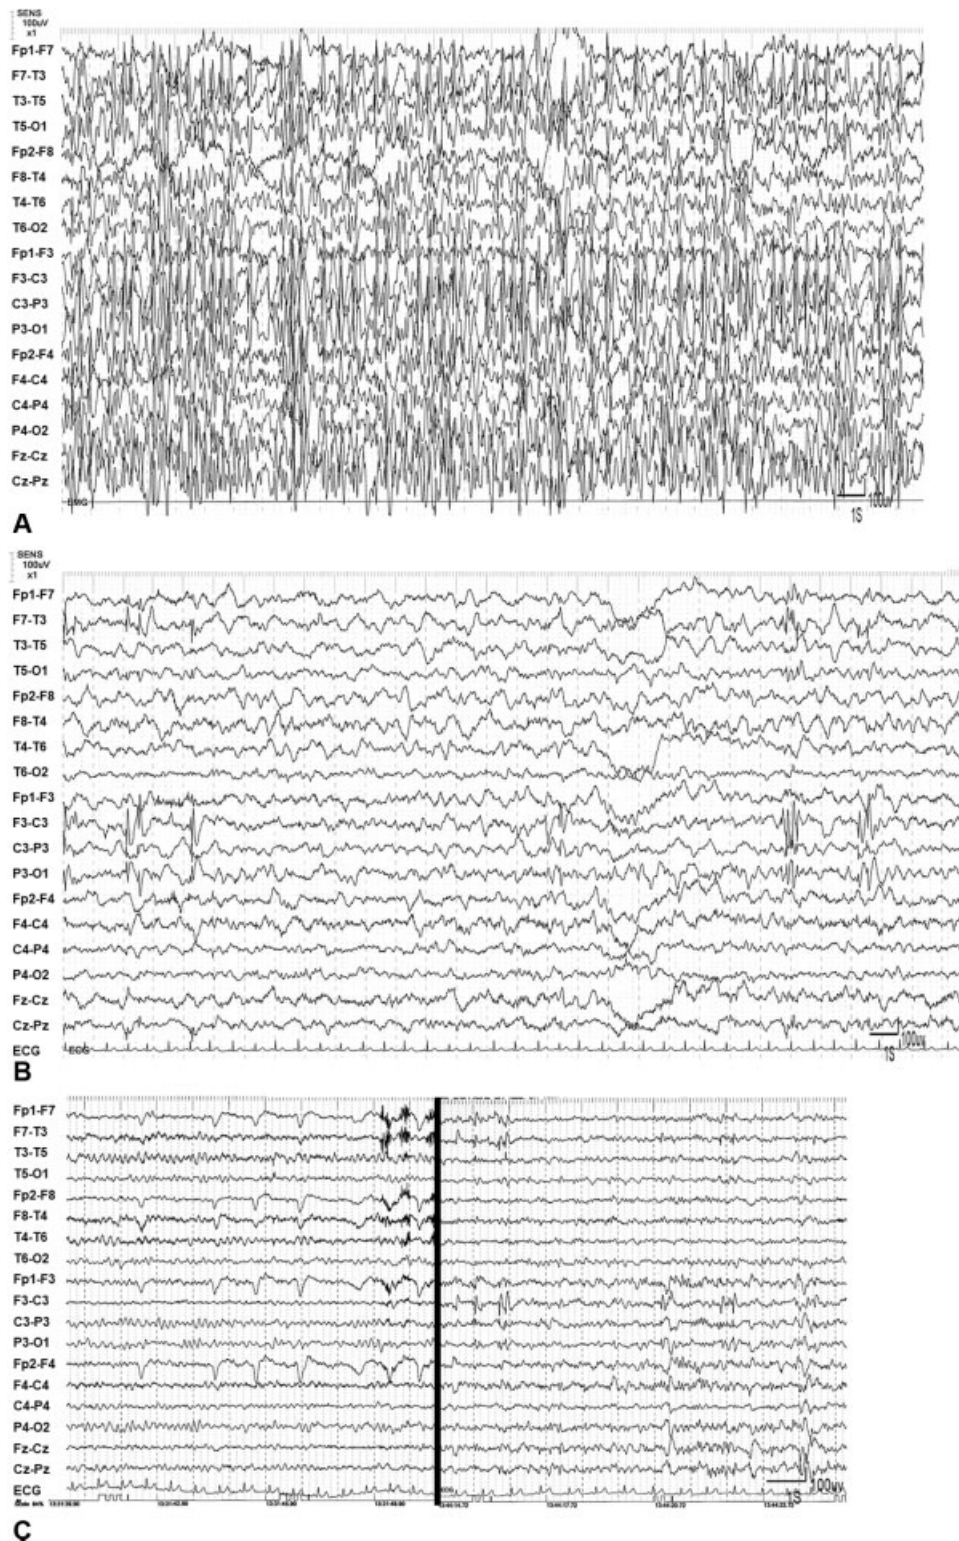 SENS
100uV
x1
Fp1-F7
F7-T3
T3-T5
T5-O1
Fp2-F8
F8-T4
T4-T6
T6-O2
Fp1-F3
F3-C3
C3-P3
P3-O1
Fp2-F4
F4-C4
C4-P4
P4-O2
Fz-Cz
Cz-Pz
EMG
100uv
1S
A
SENS
100uV
x1
Fp1-F7
F7-T3
T3-T5
T5-O1
Fp2-F8
F8-T4
T4-T6
T6-O2
Fp1-F3
F3-C3
C3-P3
P3-O1
Fp2-F4
F4-C4
C4-P4
P4-O2
Fz-Cz
Cz-Pz
ECG ECG
100uv
1S
B
Fp1-F7
F7-T3
T3-T5
T5-O1
Fp2-F8
F8-T4
T4-T6
T6-O2
Fp1-F3
F3-C3
C3-P3
P3-O1
Fp2-F4
F4-C4
C4-P4
P4-O2
Fz-Cz
Cz-Pz
100uv
1S
ECG
C